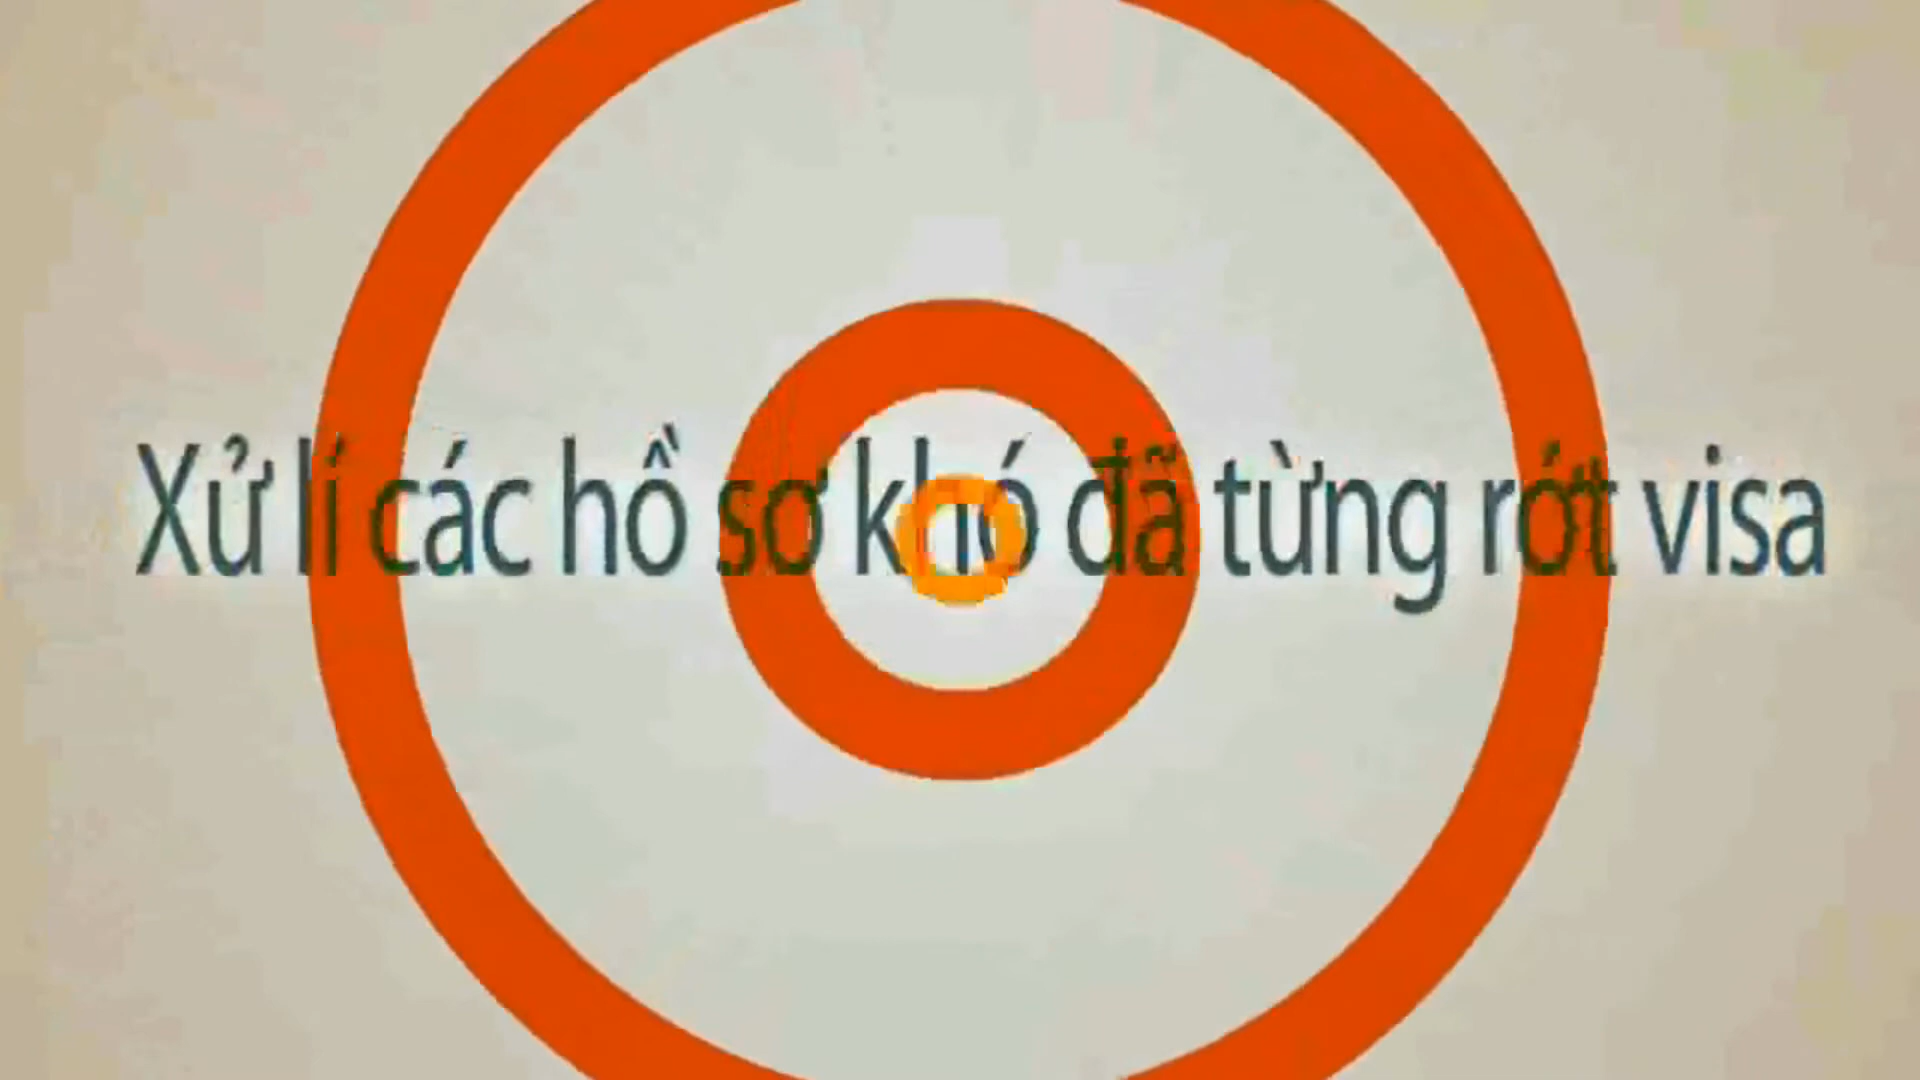 Xử lí các hồ sơ khó đã từng rớt visa